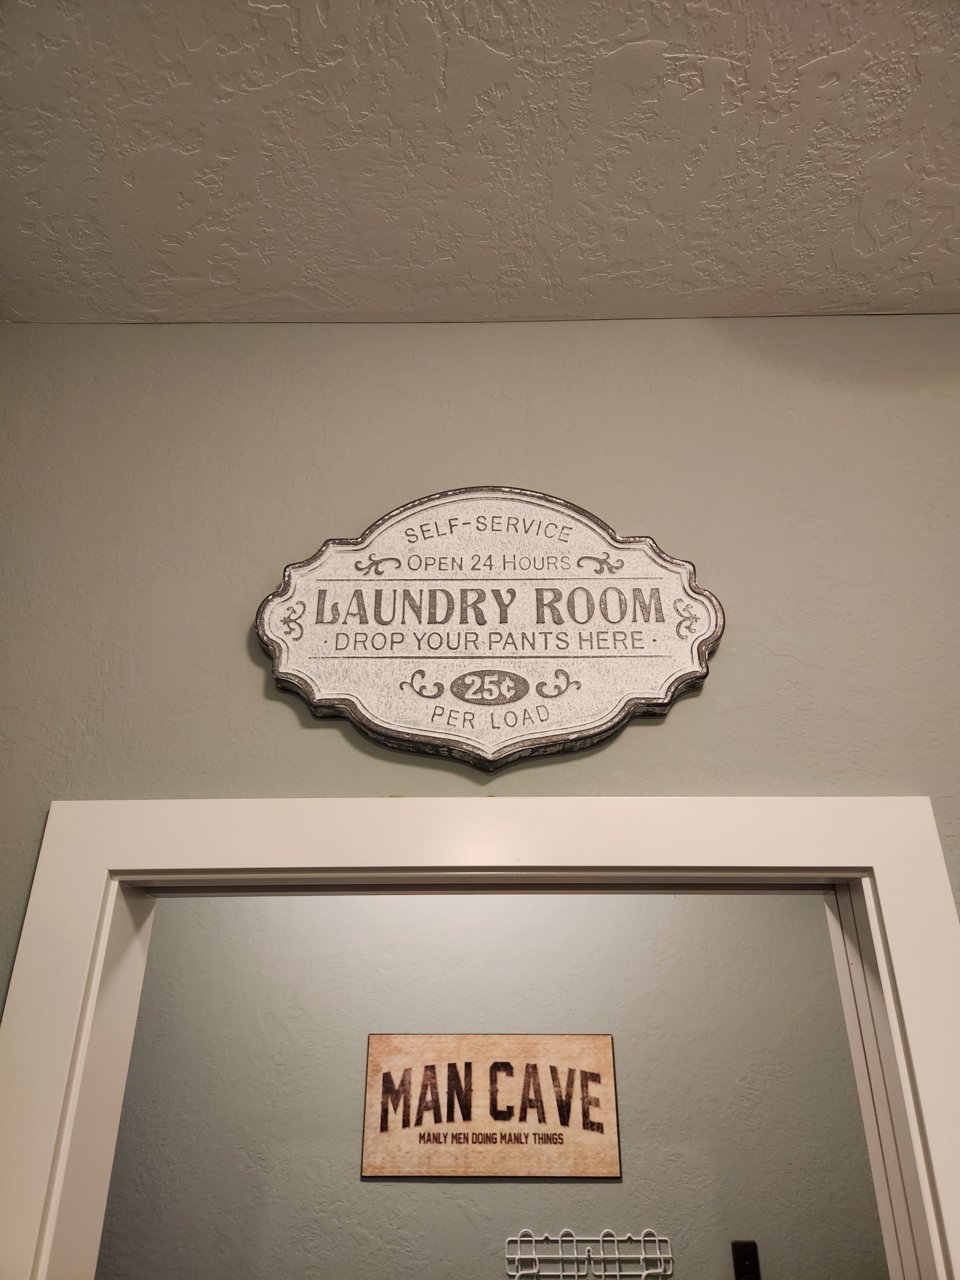 SELF-SERVICE
OPEN 24 HOURS
LAUNDRY ROOM
·DROP YOUR PANTS HERE·
25¢
PER LOAD
MAN CAVE
MANLY MEN DOING MANLY THINGS